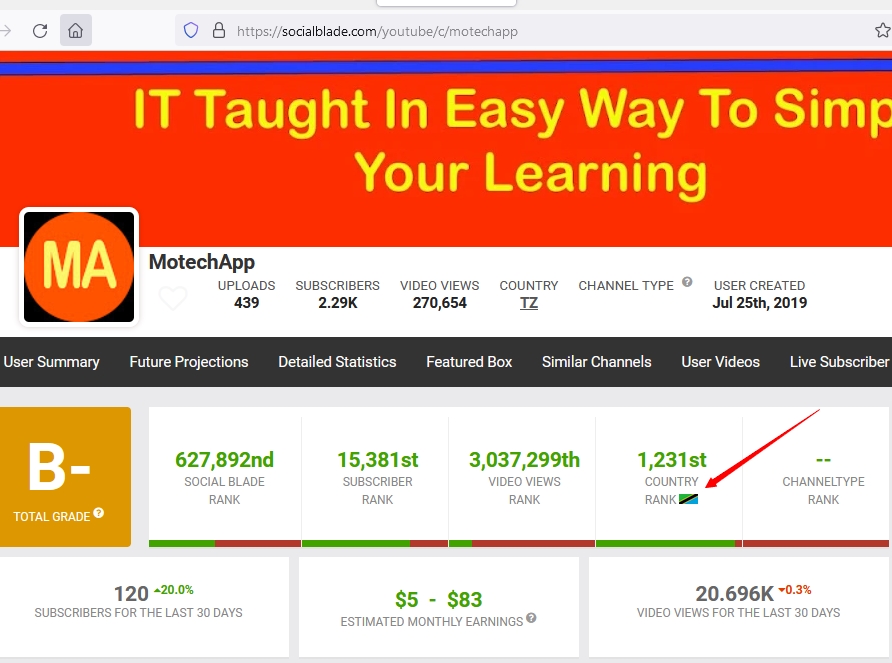 https://socialblade.com/youtube/c/motechapp
IT Taught In Easy Way To Simp
Your Learning
MA
MotechApp
UPLOADS SUBSCRIBERS VIDEO VIEWS COUNTRY CHANNEL TYPE ? USER CREATED
439 2.29K 270,654 TZ Jul 25th, 2019
User Summary Future Projections Detailed Statistics Featured Box Similar Channels User Videos Live Subscriber
B-
TOTAL GRADE ?
627,892nd 15,381st 3,037,299th 1,231st --
SOCIAL BLADE SUBSCRIBER VIDEO VIEWS COUNTRY CHANNELTYPE
RANK RANK RANK RANK RANK
120 20.0% $5 - $83 20.696K 0.3%
SUBSCRIBERS FOR THE LAST 30 DAYS ESTIMATED MONTHLY EARNINGS ? VIDEO VIEWS FOR THE LAST 30 DAYS